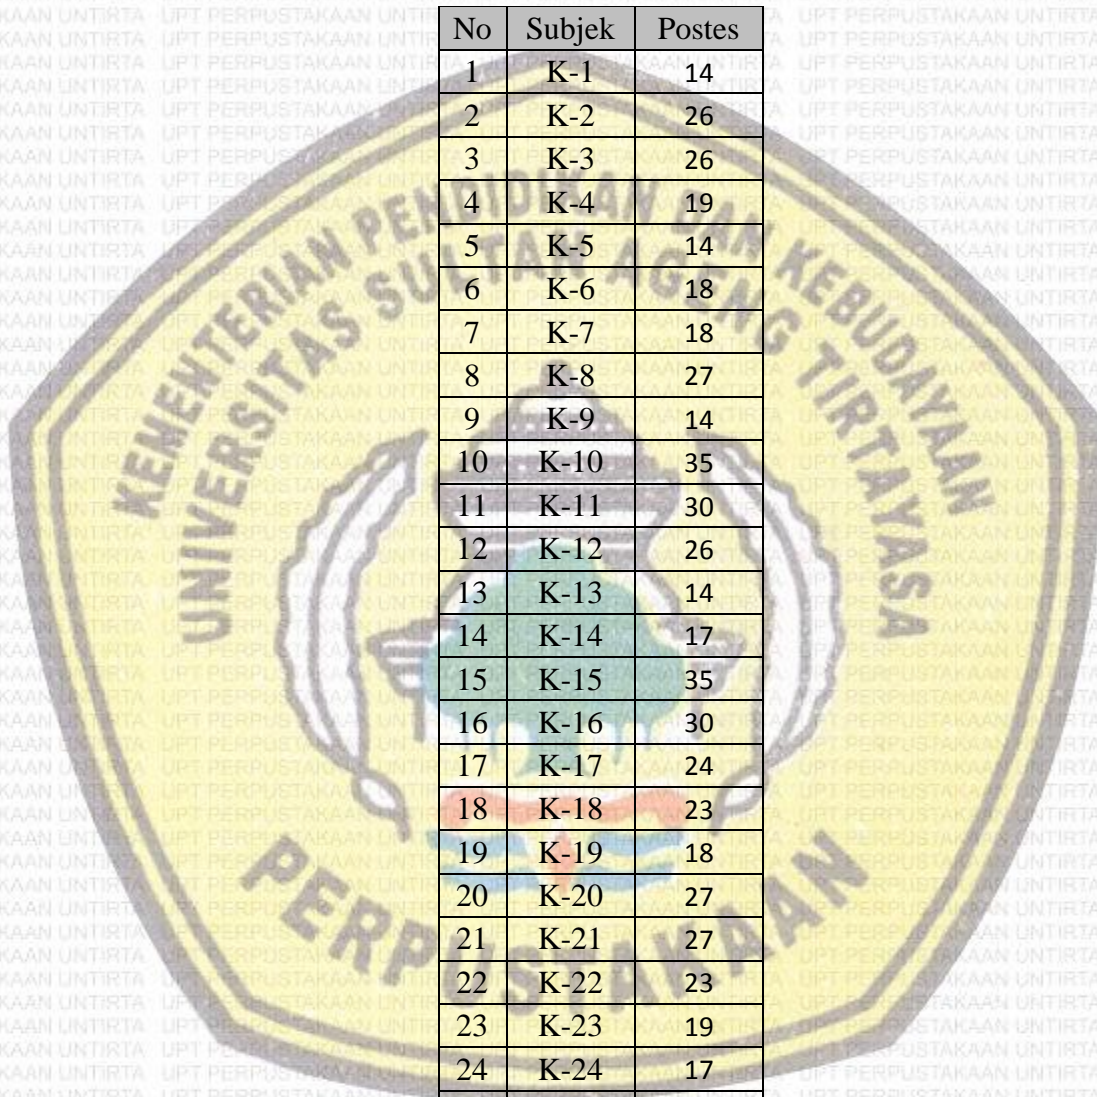 No Subjek Postes
1 K-1 14
2 K-2 26
3 K-3 26
4 K-4 19
5 K-5 14
6 K-6 18
7 K-7 18
8 K-8 27
9 K-9 14
10 K-10 35
11 K-11 30
12 K-12 26
13 K-13 14
14 K-14 17
15 K-15 35
16 K-16 30
17 K-17 24
18 K-18 23
19 K-19 18
20 K-20 27
21 K-21 27
22 K-22 23
23 K-23 19
24 K-24 17
KEMENTERIAN PENDIDIKAN DAN KEBUDAYAAN
UNIVERSITAS SULTAN AGENG TIRTAYASA
PERPUSTAKAAN
UPT PERPUSTAKAAN UNTIRTA